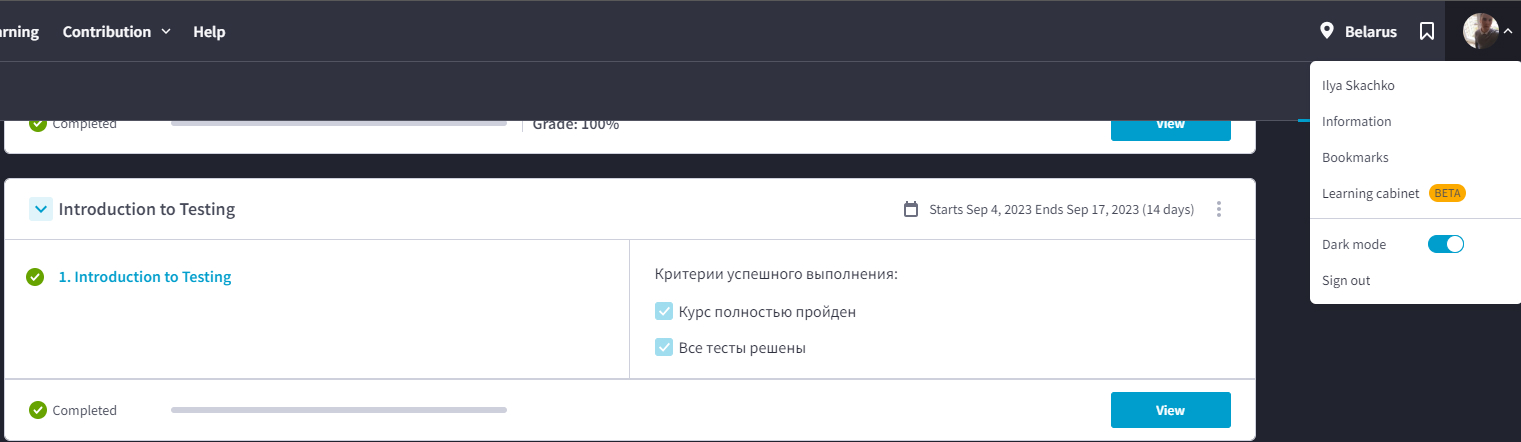 rning Contribution Help Belarus
Ilya Skachko
Information
Bookmarks
Learning cabinet BETA
Dark mode
Sign out
Completed Grade: 100% View
Introduction to Testing Starts Sep 4, 2023 Ends Sep 17, 2023 (14 days)
1. Introduction to Testing
Критерии успешного выполнения:
Курс полностью пройден
Все тесты решены
Completed View